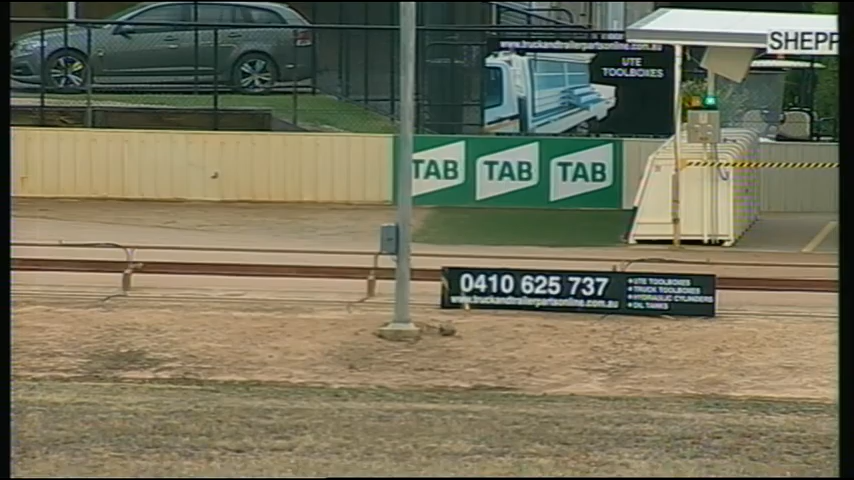 SHEPP
www.truckandtrailerpartsonline.com.au
UTE
TOOLBOXES
TAB TAB TAB
0410 625 737
www.truckandtrailerpartsonline.com.au
UTE TOOLBOXES
TRUCK TOOLBOXES
HYDRAULIC CYLINDERS
OIL TANKS